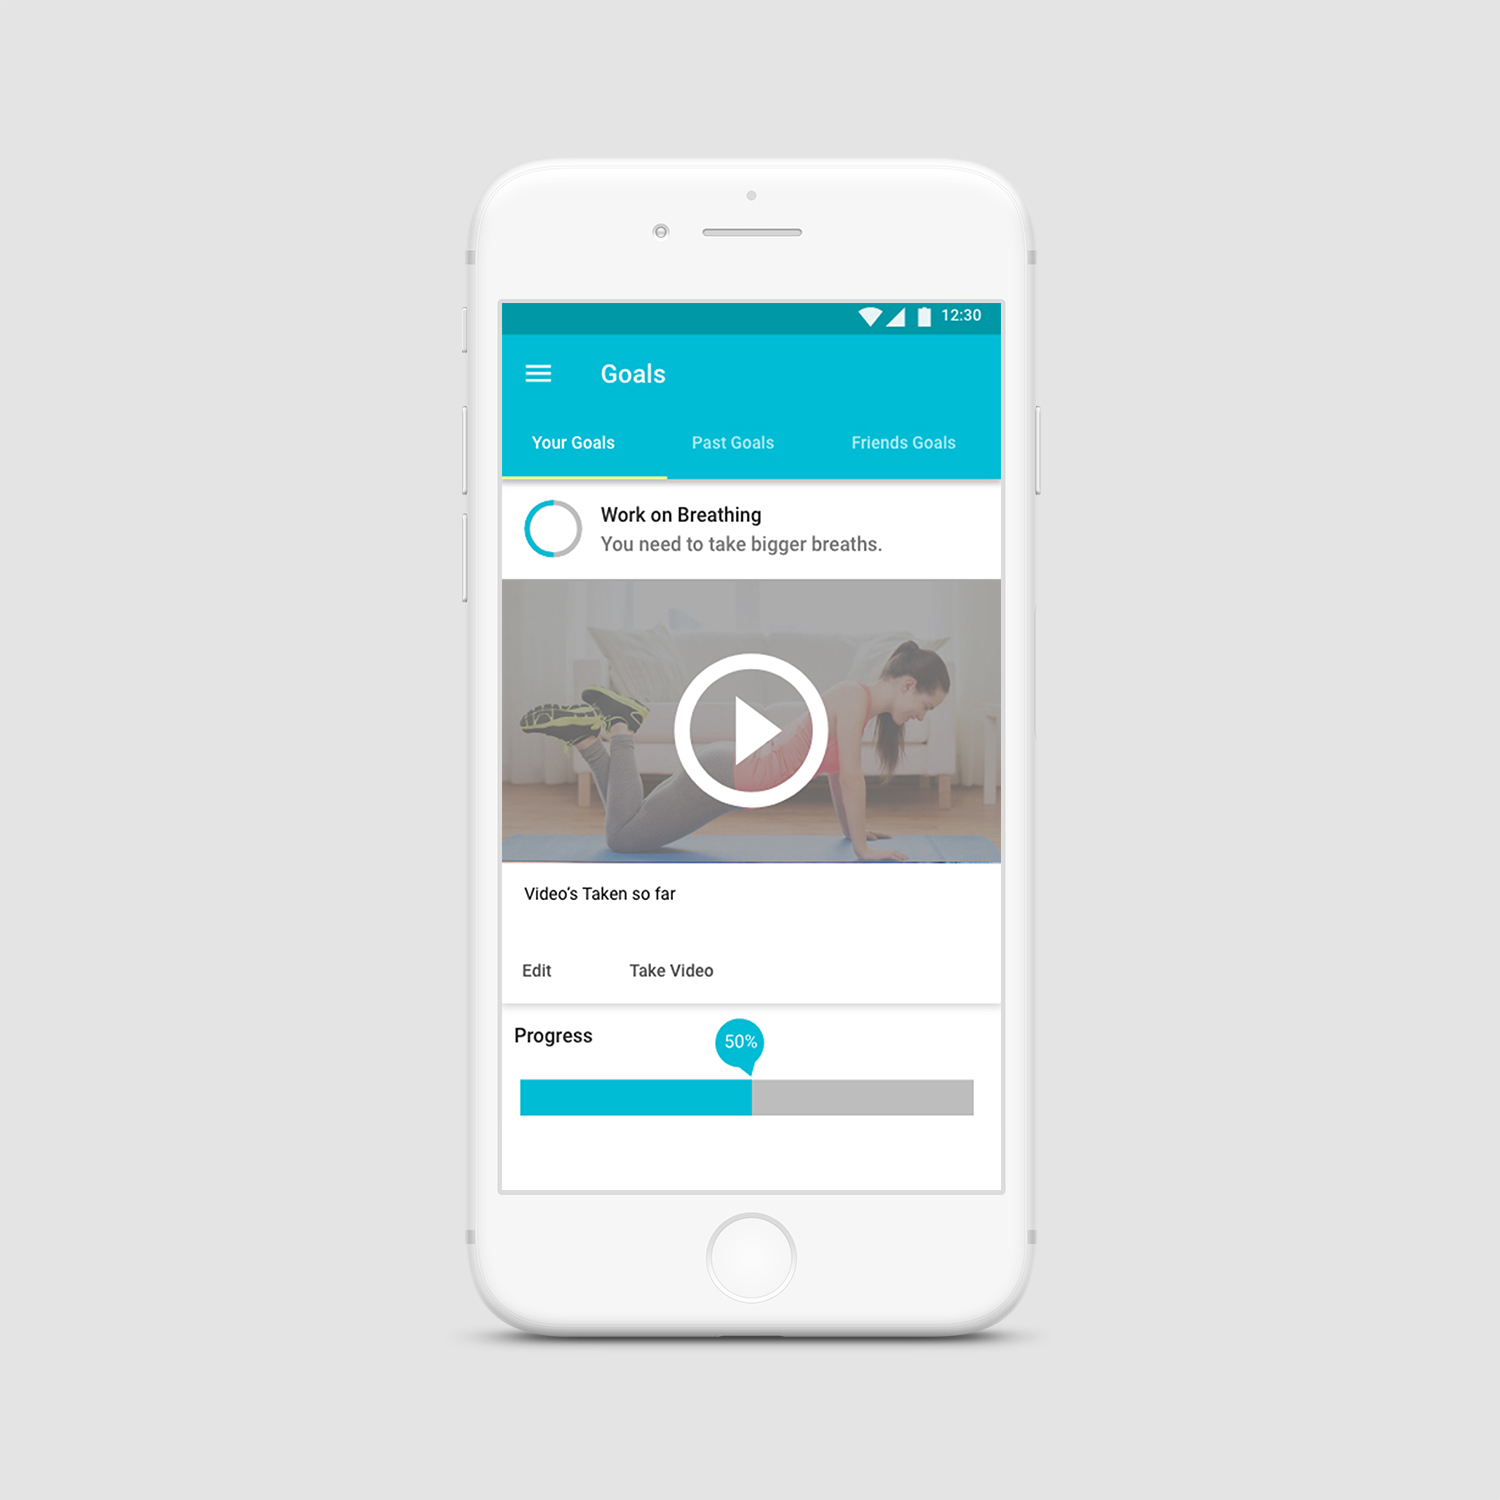 12:30
Goals
Your Goals Past Goals Friends Goals
Work on Breathing
You need to take bigger breaths.
Video’s Taken so far
Edit Take Video
Progress
50%